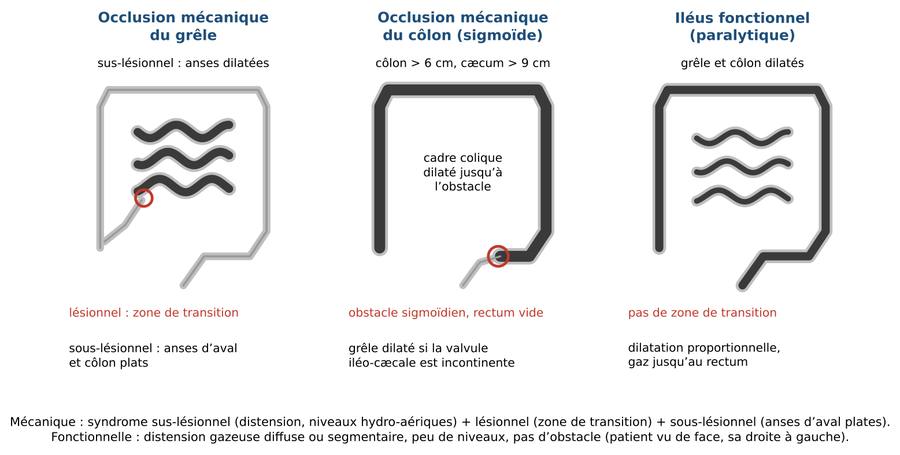 Occlusion mécanique
du grêle
sus-lésionnel : anses dilatées
lésionnel : zone de transition
sous-lésionnel : anses d’aval
et côlon plats
Occlusion mécanique
du côlon (sigmoïde)
côlon > 6 cm, cæcum > 9 cm
cadre colique
dilaté jusqu’à
l’obstacle
obstacle sigmoïdien, rectum vide
grêle dilaté si la valvule
iléo-cæcale est incontinente
Iléus fonctionnel
(paralytique)
grêle et côlon dilatés
pas de zone de transition
dilatation proportionnelle,
gaz jusqu’au rectum
Mécanique : syndrome sus-lésionnel (distension, niveaux hydro-aériques) + lésionnel (zone de transition) + sous-lésionnel (anses d’aval plates).
Fonctionnelle : distension gazeuse diffuse ou segmentaire, peu de niveaux, pas d’obstacle (patient vu de face, sa droite à gauche).